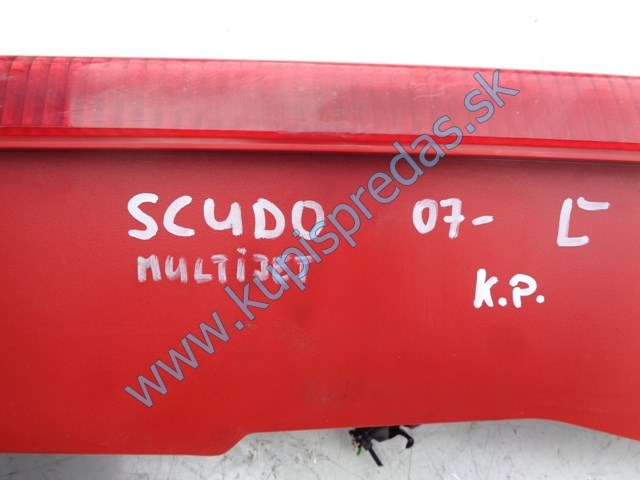 SCUDO 07- Ľ
MULTIJET
K.P.
www.kupispredas.sk